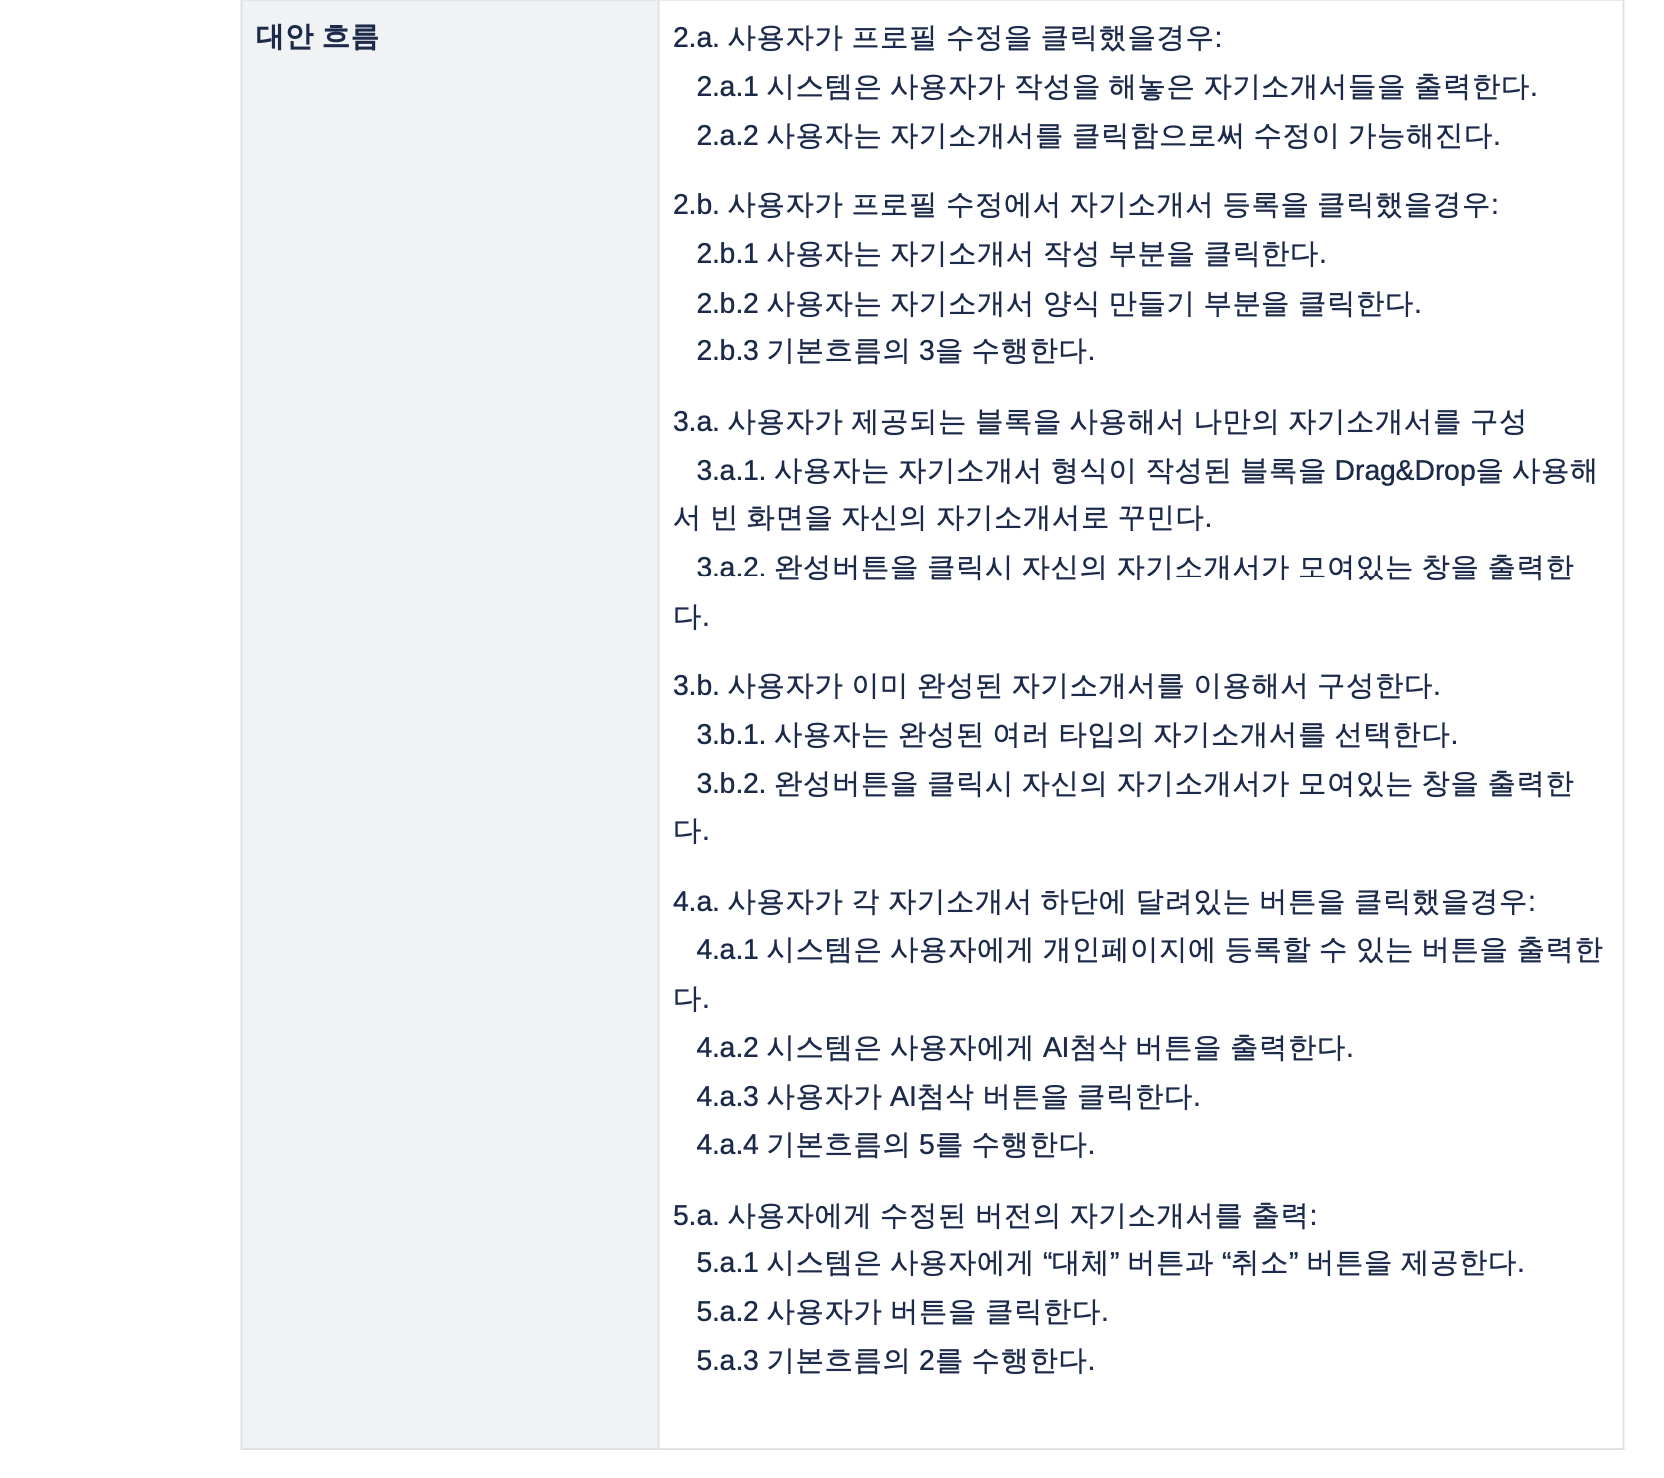 대안 흐름
2.a. 사용자가 프로필 수정을 클릭했을경우:
2.a.1 시스템은 사용자가 작성을 해놓은 자기소개서들을 출력한다.
2.a.2 사용자는 자기소개서를 클릭함으로써 수정이 가능해진다.
2.b. 사용자가 프로필 수정에서 자기소개서 등록을 클릭했을경우:
2.b.1 사용자는 자기소개서 작성 부분을 클릭한다.
2.b.2 사용자는 자기소개서 양식 만들기 부분을 클릭한다.
2.b.3 기본흐름의 3을 수행한다.
3.a. 사용자가 제공되는 블록을 사용해서 나만의 자기소개서를 구성
3.a.1. 사용자는 자기소개서 형식이 작성된 블록을 Drag&Drop을 사용해
서 빈 화면을 자신의 자기소개서로 꾸민다.
3.a.2. 완성버튼을 클릭시 자신의 자기소개서가 모여있는 창을 출력한
다.
3.b. 사용자가 이미 완성된 자기소개서를 이용해서 구성한다.
3.b.1. 사용자는 완성된 여러 타입의 자기소개서를 선택한다.
3.b.2. 완성버튼을 클릭시 자신의 자기소개서가 모여있는 창을 출력한
다.
4.a. 사용자가 각 자기소개서 하단에 달려있는 버튼을 클릭했을경우:
4.a.1 시스템은 사용자에게 개인페이지에 등록할 수 있는 버튼을 출력한
다.
4.a.2 시스템은 사용자에게 AI첨삭 버튼을 출력한다.
4.a.3 사용자가 AI첨삭 버튼을 클릭한다.
4.a.4 기본흐름의 5를 수행한다.
5.a. 사용자에게 수정된 버전의 자기소개서를 출력:
5.a.1 시스템은 사용자에게 “대체” 버튼과 “취소” 버튼을 제공한다.
5.a.2 사용자가 버튼을 클릭한다.
5.a.3 기본흐름의 2를 수행한다.